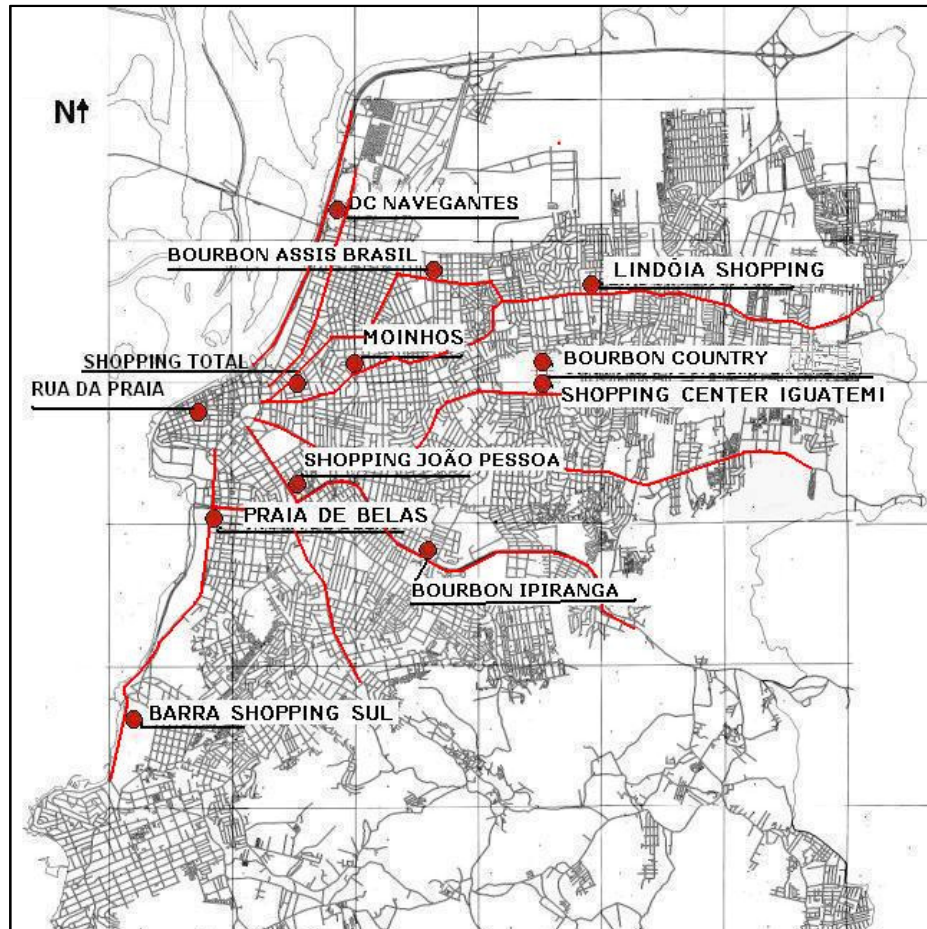 N
DC NAVEGANTES
BOURBON ASSIS BRASIL
LINDÓIA SHOPPING
MOINHOS
SHOPPING TOTAL
BOURBON COUNTRY
RUA DA PRAIA
SHOPPING CENTER IGUATEMI
SHOPPING JOÃO PESSOA
PRAIA DE BELAS
BOURBON IPIRANGA
BARRA SHOPPING SUL